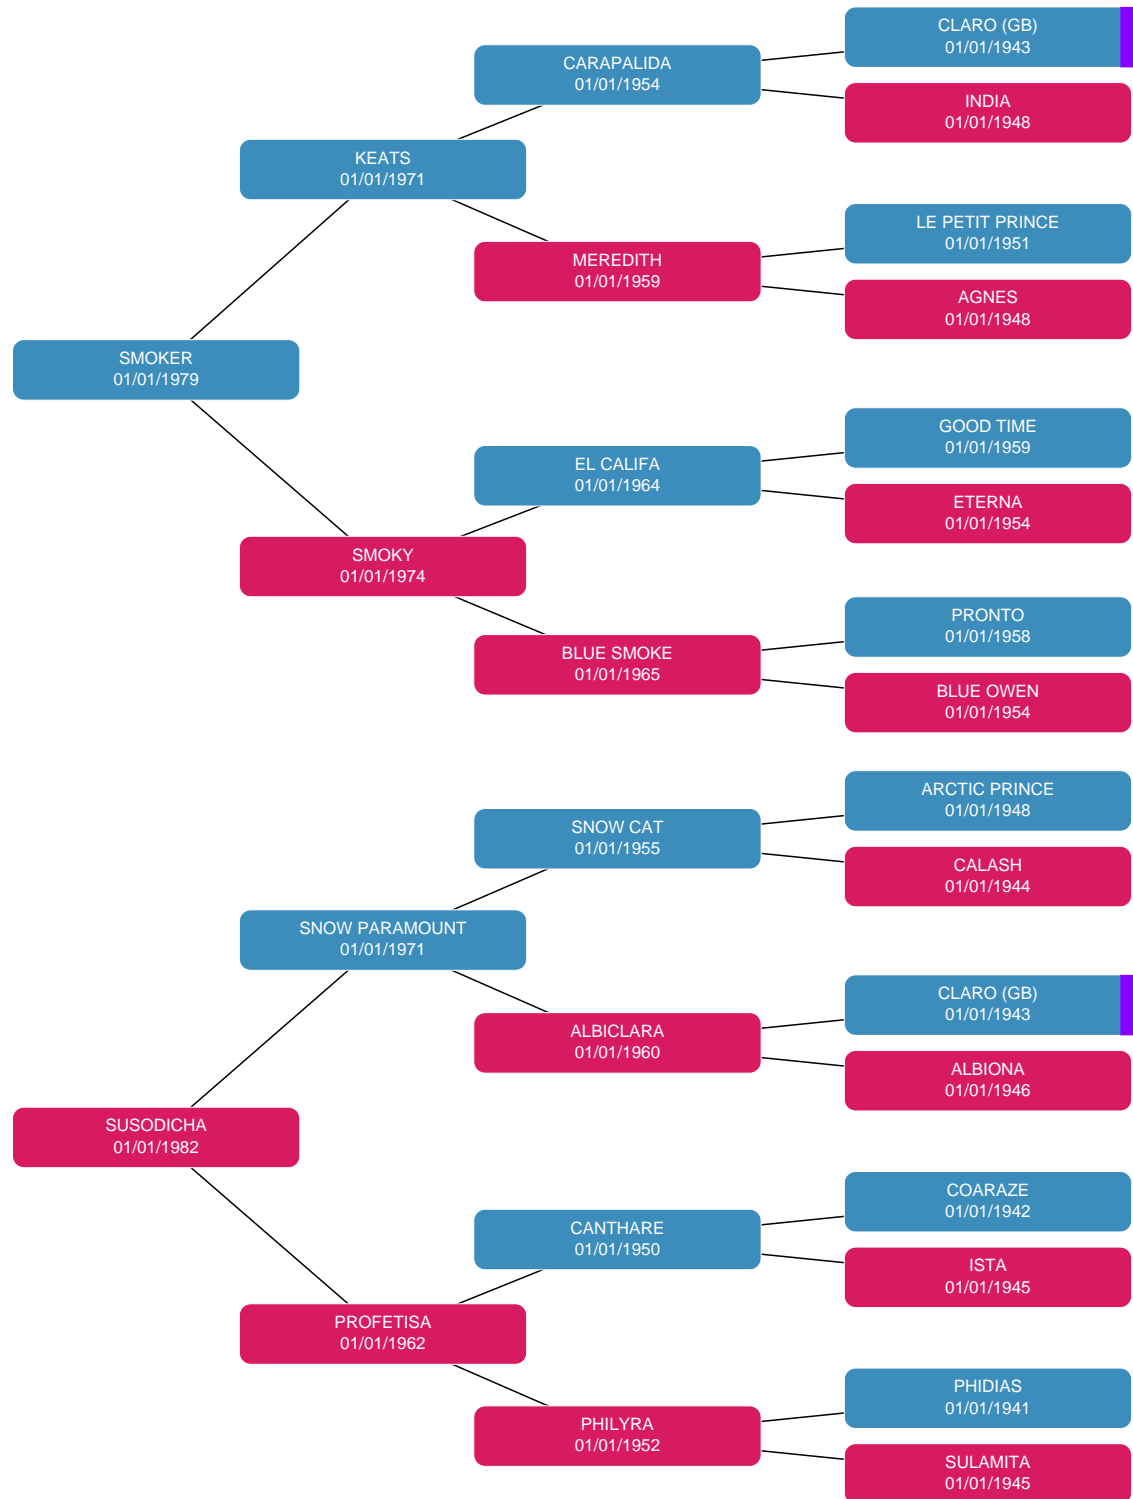 CLARO (GB)
01/01/1943
CARAPALIDA
01/01/1954
INDIA
01/01/1948
KEATS
01/01/1971
LE PETIT PRINCE
01/01/1951
MEREDITH
01/01/1959
AGNES
01/01/1948
SMOKER
01/01/1979
GOOD TIME
01/01/1959
EL CALIFA
01/01/1964
ETERNA
01/01/1954
SMOKY
01/01/1974
PRONTO
01/01/1958
BLUE SMOKE
01/01/1965
BLUE OWEN
01/01/1954
ARCTIC PRINCE
01/01/1948
SNOW CAT
01/01/1955
CALASH
01/01/1944
SNOW PARAMOUNT
01/01/1971
CLARO (GB)
01/01/1943
ALBICLARA
01/01/1960
ALBIONA
01/01/1946
SUSODICHA
01/01/1982
COARAZE
01/01/1942
CANTHARE
01/01/1950
ISTA
01/01/1945
PROFETISA
01/01/1962
PHIDIAS
01/01/1941
PHILYRA
01/01/1952
SULAMITA
01/01/1945